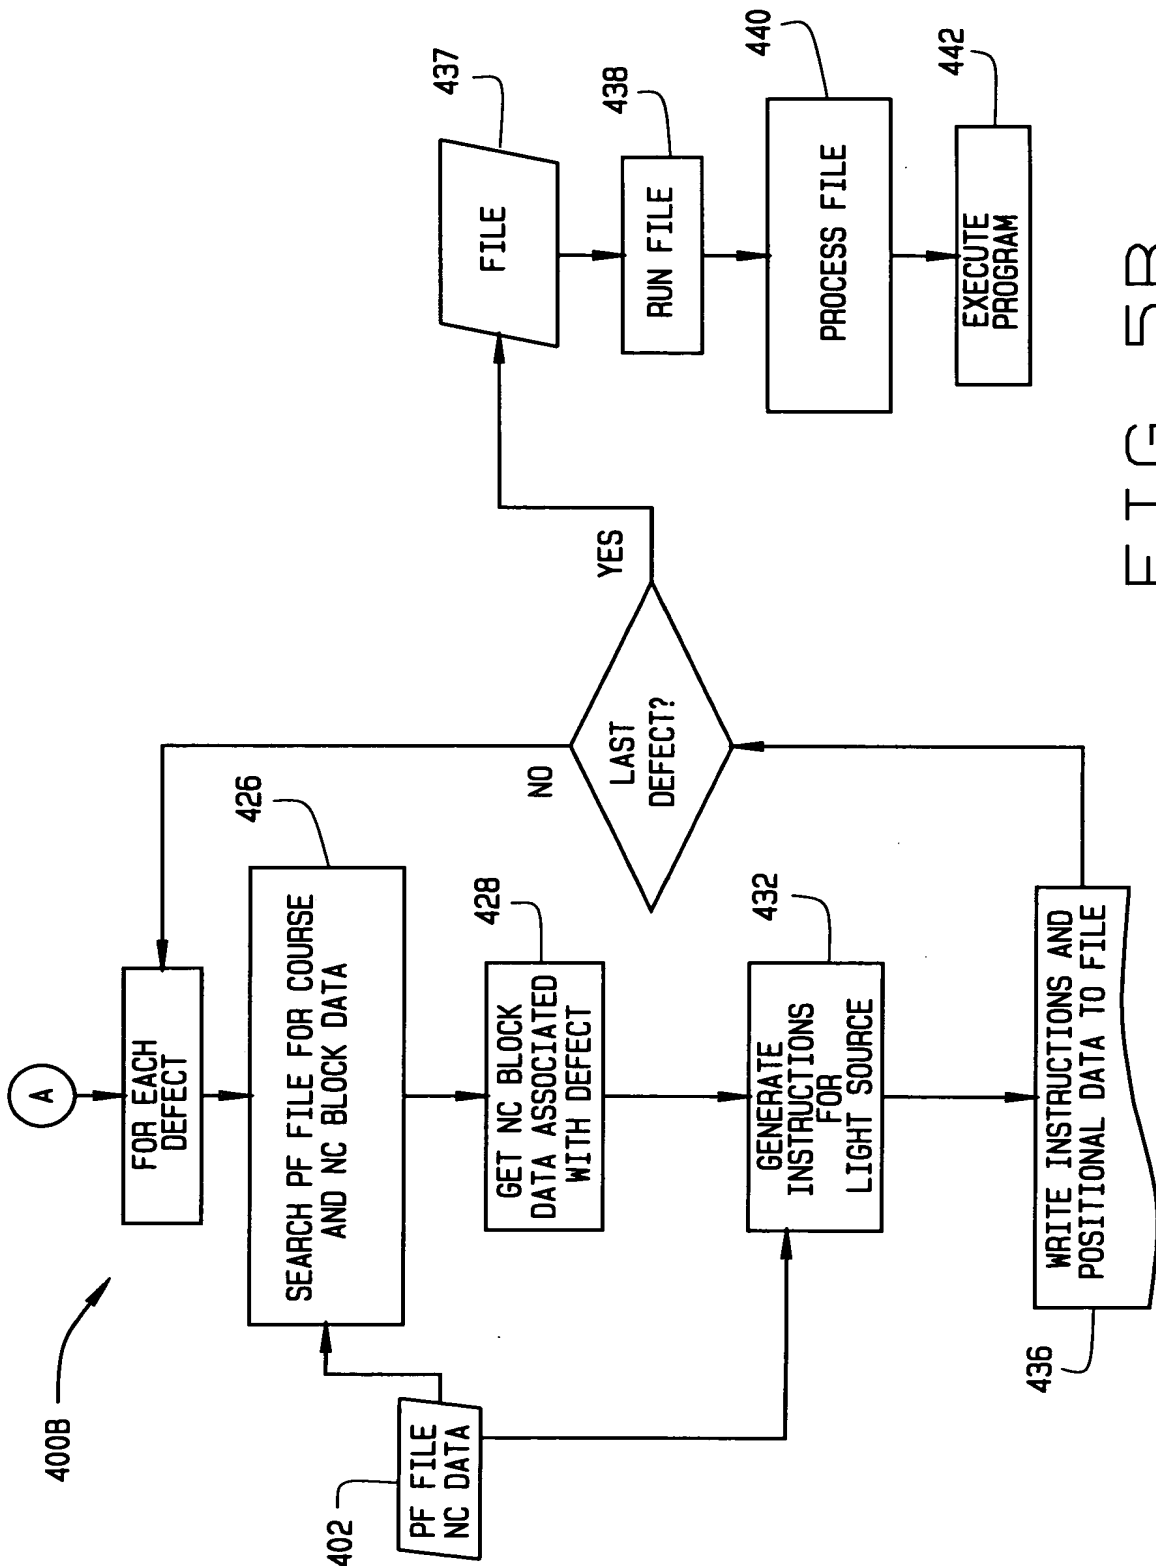 400B
A
FOR EACH
DEFECT
402
PF FILE
NC DATA
426
SEARCH PF FILE FOR COURSE
AND NC BLOCK DATA
428
GET NC BLOCK
DATA ASSOCIATED
WITH DEFECT
432
GENERATE
INSTRUCTIONS
FOR
LIGHT SOURCE
436
WRITE INSTRUCTIONS AND
POSITIONAL DATA TO FILE
NO
LAST
DEFECT?
YES
437
FILE
438
RUN FILE
440
PROCESS FILE
442
EXECUTE
PROGRAM
FIG. 5B